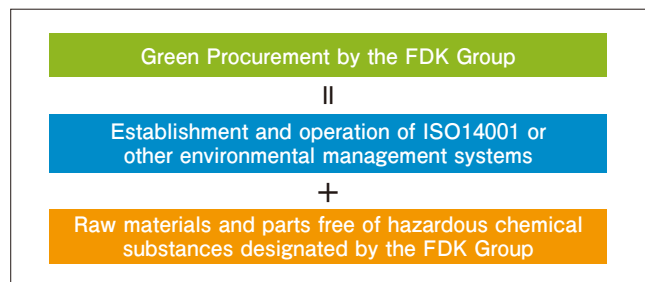 Green Procurement by the FDK Group
=
Establishment and operation of ISO14001 or
other environmental management systems
+
Raw materials and parts free of hazardous chemical
substances designated by the FDK Group